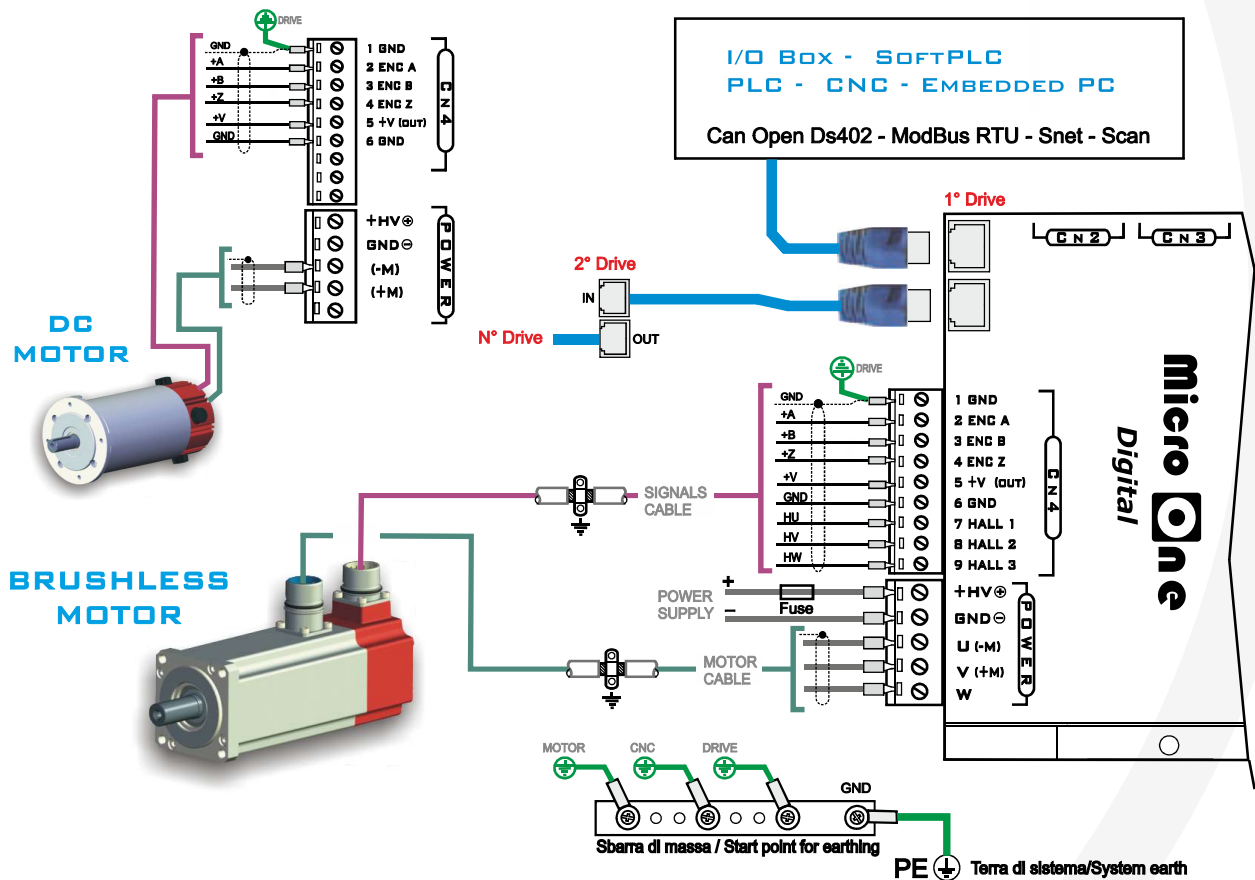 DRIVE
GND
+A
+B
+Z
+V
GND
1 GND
2 ENC A
3 ENC B
4 ENC Z
5 +V (OUT)
6 GND
CN4
+HV⊕
GND⊖
(-M)
(+M)
POWER
DC
MOTOR
I/O Box - SoftPLC
PLC - CNC - Embedded PC
Can Open Ds402 - ModBus RTU - Snet - Scan
1° Drive
CN2
CN3
2° Drive
IN
N° Drive
OUT
micro One
Digital
DRIVE
GND
+A
+B
+Z
+V
GND
HU
HV
HW
1 GND
2 ENC A
3 ENC B
4 ENC Z
5 +V (OUT)
6 GND
7 HALL 1
8 HALL 2
9 HALL 3
CN4
SIGNALS
CABLE
BRUSHLESS
MOTOR
POWER
SUPPLY
+
−
Fuse
+HV⊕
GND⊖
U (-M)
V (+M)
W
POWER
MOTOR
CABLE
MOTOR
CNC
DRIVE
GND
Sbarra di massa / Start point for earthing
PE
Terra di sistema/System earth